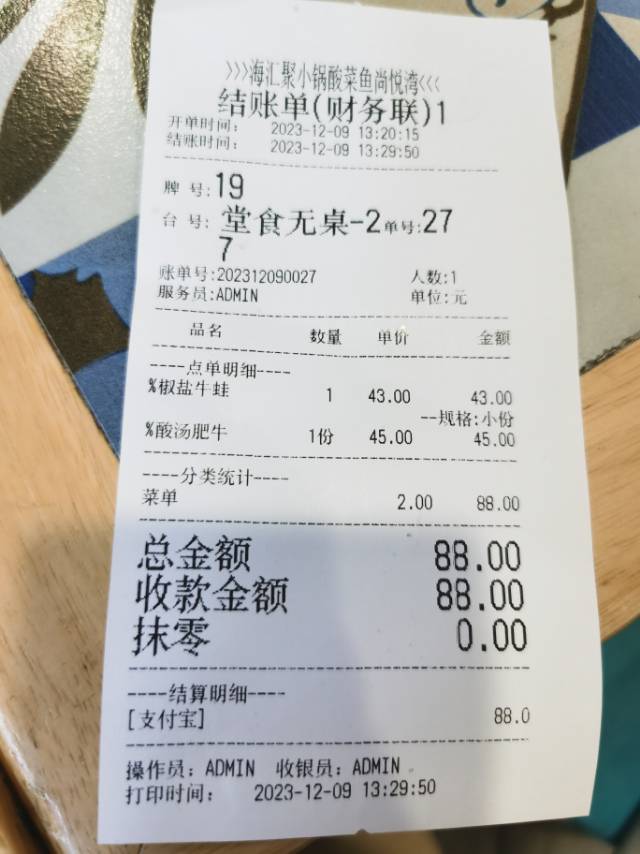 >>>海汇聚小锅酸菜鱼尚悦湾<<<
结账单(财务联)1
开单时间: 2023-12-09 13:20:15
结账时间: 2023-12-09 13:29:50
牌 号:19
台 号:堂食无桌-2单号:27
7
账单号:202312090027 人数:1
服务员:ADMIN 单位:元
品名 数量 单价 金额
----点单明细----
%椒盐牛蛙 1 43.00 43.00
--规格:小份
%酸汤肥牛 1份 45.00 45.00
----分类统计----
菜单 2.00 88.00
总金额 88.00
收款金额 88.00
抹零 0.00
----结算明细----
[支付宝] 88.0
操作员: ADMIN 收银员: ADMIN
打印时间: 2023-12-09 13:29:50